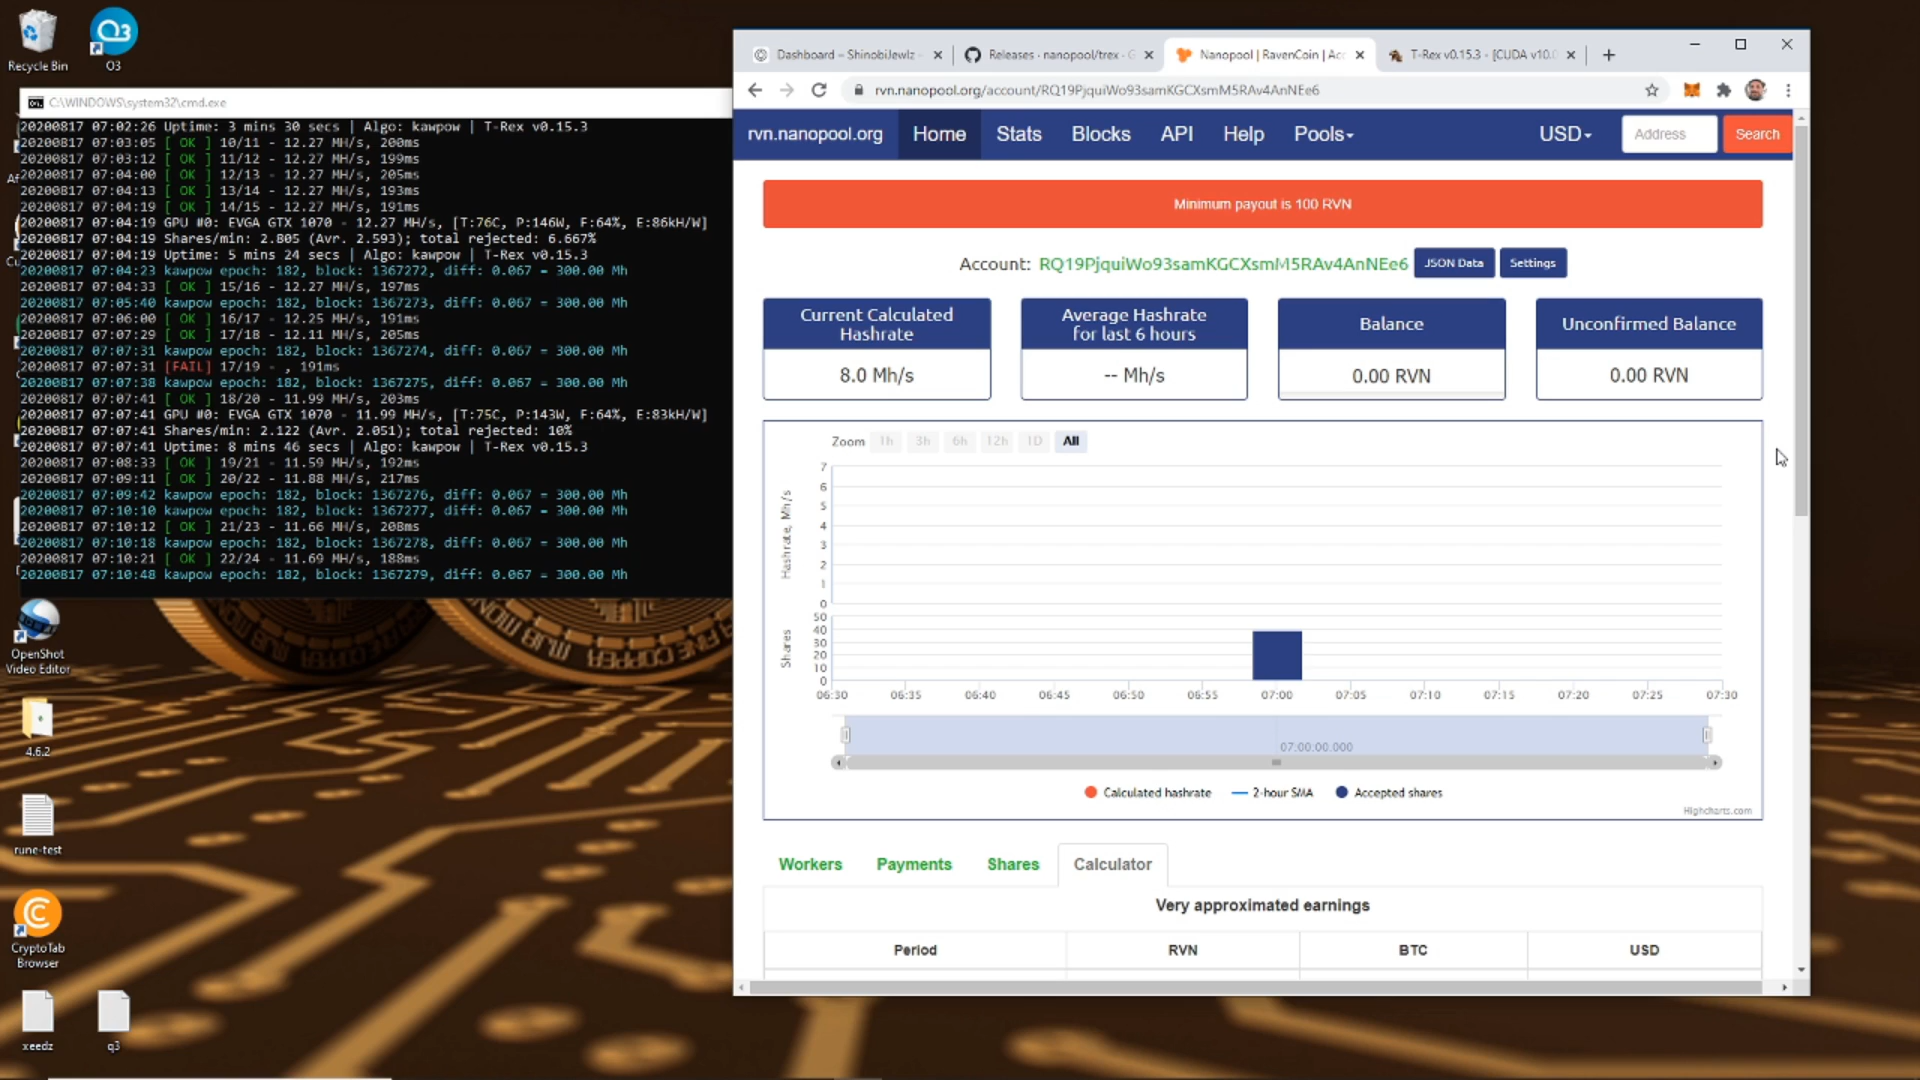 Recycle Bin
O3
C:\WINDOWS\system32\cmd.exe
20200817 07:02:26 Uptime: 3 mins 30 secs | Algo: kawpow | T-Rex v0.15.3
20200817 07:03:05 [ OK ] 10/11 - 12.27 MH/s, 200ms
20200817 07:03:12 [ OK ] 11/12 - 12.27 MH/s, 199ms
20200817 07:04:00 [ OK ] 12/13 - 12.27 MH/s, 205ms
20200817 07:04:13 [ OK ] 13/14 - 12.27 MH/s, 193ms
20200817 07:04:19 [ OK ] 14/15 - 12.27 MH/s, 191ms
20200817 07:04:19 GPU #0: EVGA GTX 1070 - 12.27 MH/s, [T:76C, P:146W, F:64%, E:86kH/W]
20200817 07:04:19 Shares/min: 2.805 (Avr. 2.593); total rejected: 6.667%
20200817 07:04:19 Uptime: 5 mins 24 secs | Algo: kawpow | T-Rex v0.15.3
20200817 07:04:23 kawpow epoch: 182, block: 1367272, diff: 0.067 = 300.00 Mh
20200817 07:04:33 [ OK ] 15/16 - 12.27 MH/s, 197ms
20200817 07:05:40 kawpow epoch: 182, block: 1367273, diff: 0.067 = 300.00 Mh
20200817 07:06:00 [ OK ] 16/17 - 12.25 MH/s, 191ms
20200817 07:07:29 [ OK ] 17/18 - 12.11 MH/s, 205ms
20200817 07:07:31 kawpow epoch: 182, block: 1367274, diff: 0.067 = 300.00 Mh
20200817 07:07:31 [FAIL] 17/19 - , 191ms
20200817 07:07:38 kawpow epoch: 182, block: 1367275, diff: 0.067 = 300.00 Mh
20200817 07:07:41 [ OK ] 18/20 - 11.99 MH/s, 203ms
20200817 07:07:41 GPU #0: EVGA GTX 1070 - 11.99 MH/s, [T:75C, P:143W, F:64%, E:83kH/W]
20200817 07:07:41 Shares/min: 2.122 (Avr. 2.051); total rejected: 10%
20200817 07:07:41 Uptime: 8 mins 46 secs | Algo: kawpow | T-Rex v0.15.3
20200817 07:08:33 [ OK ] 19/21 - 11.59 MH/s, 192ms
20200817 07:09:11 [ OK ] 20/22 - 11.88 MH/s, 217ms
20200817 07:09:42 kawpow epoch: 182, block: 1367276, diff: 0.067 = 300.00 Mh
20200817 07:10:10 kawpow epoch: 182, block: 1367277, diff: 0.067 = 300.00 Mh
20200817 07:10:12 [ OK ] 21/23 - 11.66 MH/s, 208ms
20200817 07:10:18 kawpow epoch: 182, block: 1367278, diff: 0.067 = 300.00 Mh
20200817 07:10:21 [ OK ] 22/24 - 11.69 MH/s, 188ms
20200817 07:10:48 kawpow epoch: 182, block: 1367279, diff: 0.067 = 300.00 Mh
OpenShot
Video Editor
4.6.2
rune-test
CryptoTab
Browser
xeedz
q3
Dashboard – ShinobiJewlz -
Releases · nanopool/trex · G
Nanopool | RavenCoin | Acc
T-Rex v0.15.3 - [CUDA v10.0
rvn.nanopool.org/account/RQ19PjquiWo93samKGCXsmM5RAv4AnNEe6
rvn.nanopool.org Home Stats Blocks API Help Pools USD Address Search
Minimum payout is 100 RVN
Account: RQ19PjquiWo93samKGCXsmM5RAv4AnNEe6 JSON Data Settings
Current Calculated
Hashrate
8.0 Mh/s
Average Hashrate
for last 6 hours
-- Mh/s
Balance
0.00 RVN
Unconfirmed Balance
0.00 RVN
Zoom 1h 3h 6h 12h 1D All
Hashrate, Mh/s
7
6
5
4
3
2
1
0
Shares
50
40
30
20
10
0
06:30 06:35 06:40 06:45 06:50 06:55 07:00 07:05 07:10 07:15 07:20 07:25 07:30
07:00:00.000
Calculated hashrate 2-hour SMA Accepted shares
Highcharts.com
Workers Payments Shares Calculator
Very approximated earnings
Period RVN BTC USD